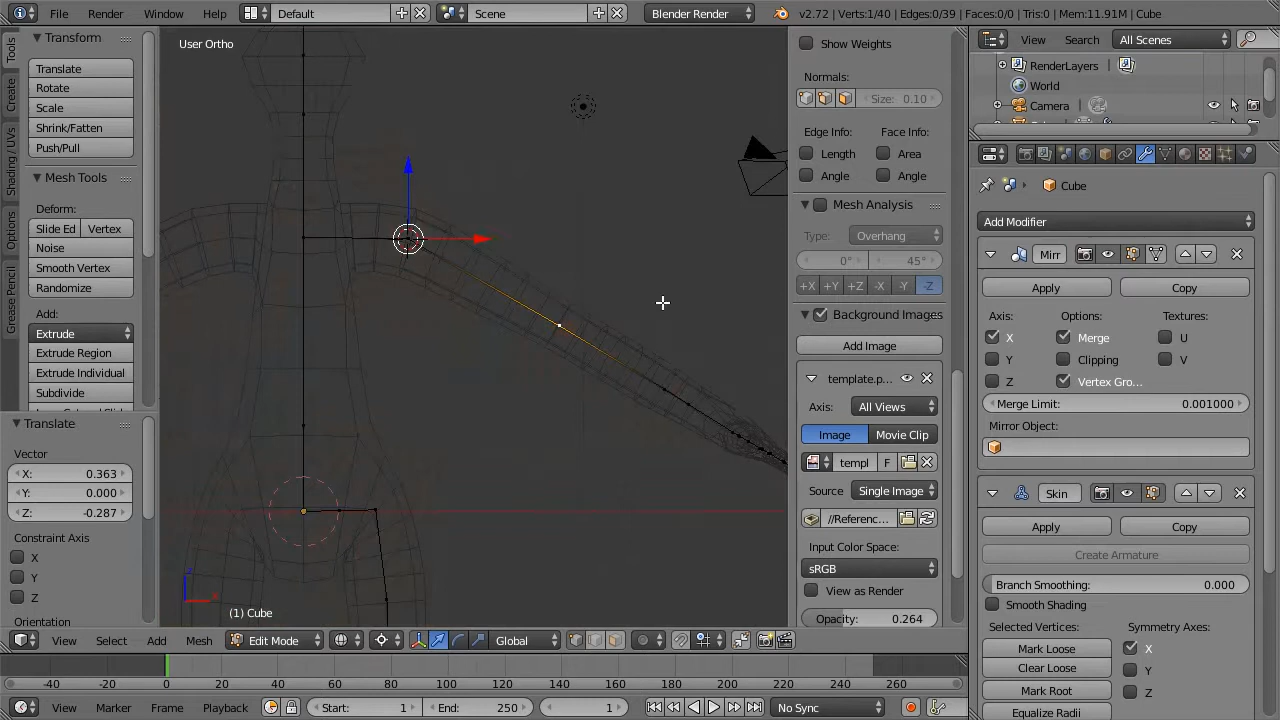 File Render Window Help Default Scene Blender Render v2.72 | Verts:1/40 | Edges:0/39 | Faces:0/0 | Tris:0 | Mem:11.91M | Cube
Tools
Create
Shading / UVs
Options
Grease Pencil
Transform
Translate
Rotate
Scale
Shrink/Fatten
Push/Pull
Mesh Tools
Deform:
Slide Ed Vertex
Noise
Smooth Vertex
Randomize
Add:
Extrude
Extrude Region
Extrude Individual
Subdivide
Translate
Vector
X: 0.363
Y: 0.000
Z: -0.287
Constraint Axis
X
Y
Z
Orientation
User Ortho
(1) Cube
Show Weights
Normals:
Size: 0.10
Edge Info: Face Info:
Length Area
Angle Angle
Mesh Analysis
Type: Overhang
0° 45°
+X +Y +Z -X -Y -Z
Background Images
Add Image
template.p...
Axis: All Views
Image Movie Clip
templ F
Source Single Image
//Referenc...
Input Color Space:
sRGB
View as Render
Opacity: 0.264
View Search All Scenes
RenderLayers
World
Camera
Cube
Add Modifier
Mirr
Apply Copy
Axis: Options: Textures:
X Merge U
Y Clipping V
Z Vertex Gro...
Merge Limit: 0.001000
Mirror Object:
Skin
Apply Copy
Create Armature
Branch Smoothing: 0.000
Smooth Shading
Selected Vertices: Symmetry Axes:
Mark Loose X
Clear Loose Y
Mark Root Z
Equalize Radii
View Select Add Mesh Edit Mode Global
-40 -20 0 20 40 60 80 100 120 140 160 180 200 220 240 260
View Marker Frame Playback Start: 1 End: 250 1 No Sync